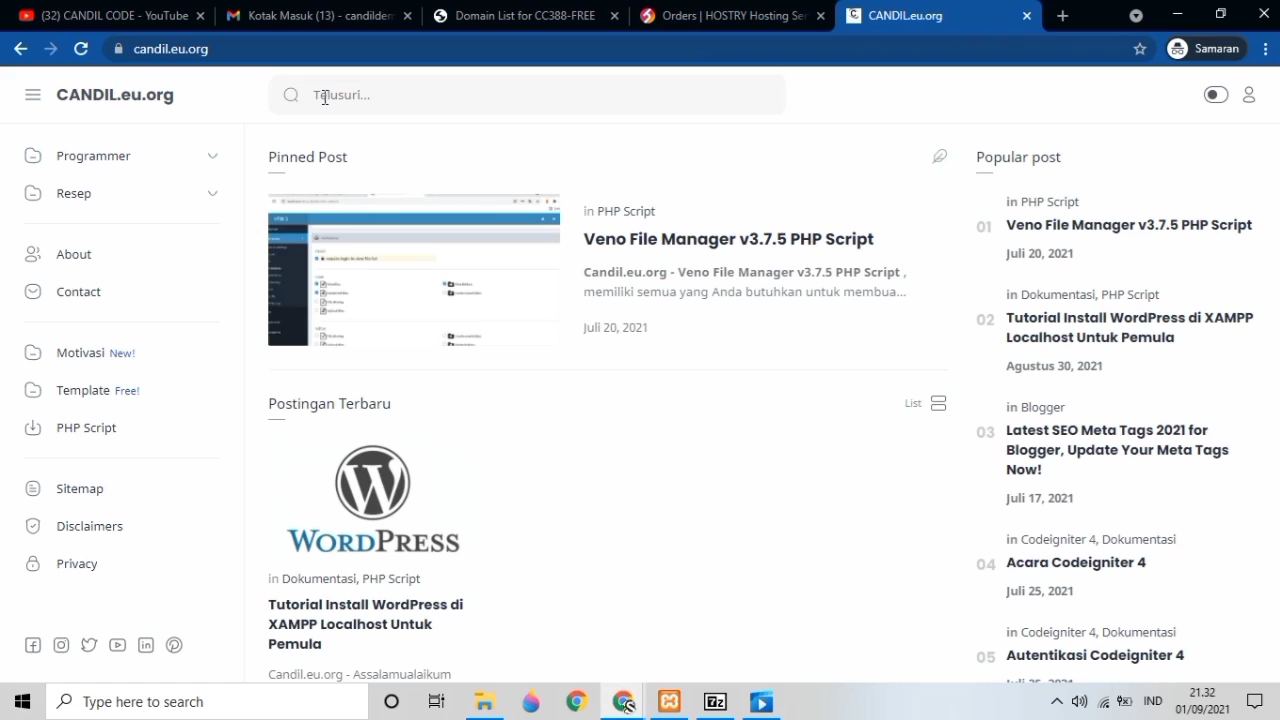 (32) CANDIL CODE - YouTube
Kotak Masuk (13) - candilder
Domain List for CC388-FREE
Orders | HOSTRY Hosting Ser
CANDIL.eu.org
candil.eu.org
Samaran
CANDIL.eu.org
Telusuri...
Programmer
Resep
About
Contact
Motivasi New!
Template Free!
PHP Script
Sitemap
Disclaimers
Privacy
Pinned Post
in PHP Script
Veno File Manager v3.7.5 PHP Script
Candil.eu.org - Veno File Manager v3.7.5 PHP Script ,
memiliki semua yang Anda butuhkan untuk membua...
Juli 20, 2021
Postingan Terbaru
List
WORDPRESS
in Dokumentasi, PHP Script
Tutorial Install WordPress di
XAMPP Localhost Untuk
Pemula
Candil.eu.org - Assalamualaikum
Popular post
in PHP Script
01
Veno File Manager v3.7.5 PHP Script
Juli 20, 2021
in Dokumentasi, PHP Script
02
Tutorial Install WordPress di XAMPP
Localhost Untuk Pemula
Agustus 30, 2021
in Blogger
03
Latest SEO Meta Tags 2021 for
Blogger, Update Your Meta Tags
Now!
Juli 17, 2021
in Codeigniter 4, Dokumentasi
04
Acara Codeigniter 4
Juli 25, 2021
in Codeigniter 4, Dokumentasi
05
Autentikasi Codeigniter 4
Type here to search
7z
IND
21.32
01/09/2021